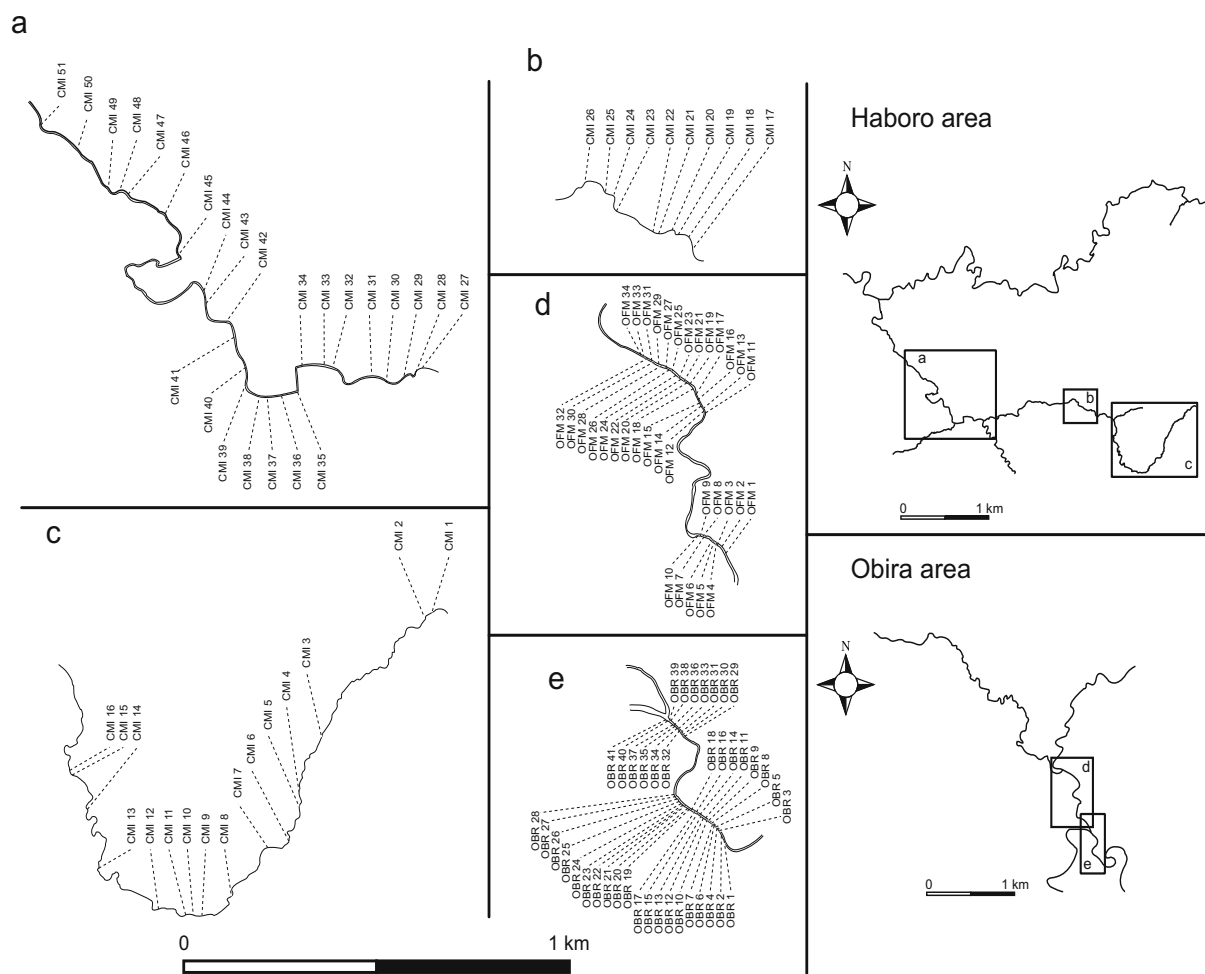 a
CMI 51
CMI 50
CMI 49
CMI 48
CMI 47
CMI 46
CMI 45
CMI 44
CMI 43
CMI 42
CMI 34
CMI 33
CMI 32
CMI 31
CMI 30
CMI 29
CMI 28
CMI 27
CMI 41
CMI 40
CMI 39
CMI 38
CMI 37
CMI 36
CMI 35
b
CMI 26
CMI 25
CMI 24
CMI 23
CMI 22
CMI 21
CMI 20
CMI 19
CMI 18
CMI 17
c
CMI 2
CMI 1
CMI 3
CMI 4
CMI 5
CMI 6
CMI 7
CMI 16
CMI 15
CMI 14
CMI 13
CMI 12
CMI 11
CMI 10
CMI 9
CMI 8
0
1 km
d
OFM 34
OFM 33
OFM 31
OFM 29
OFM 27
OFM 25
OFM 23
OFM 21
OFM 19
OFM 17
OFM 16
OFM 13
OFM 11
OFM 32
OFM 30
OFM 28
OFM 26
OFM 24
OFM 22
OFM 20
OFM 18
OFM 15
OFM 14
OFM 12
OFM 9
OFM 8
OFM 3
OFM 2
OFM 1
OFM 10
OFM 7
OFM 6
OFM 5
OFM 4
e
OBR 39
OBR 38
OBR 36
OBR 33
OBR 31
OBR 30
OBR 29
OBR 41
OBR 40
OBR 37
OBR 35
OBR 34
OBR 32
OBR 18
OBR 16
OBR 14
OBR 11
OBR 9
OBR 8
OBR 5
OBR 3
OBR 28
OBR 27
OBR 26
OBR 25
OBR 24
OBR 23
OBR 22
OBR 21
OBR 20
OBR 19
OBR 17
OBR 15
OBR 13
OBR 12
OBR 10
OBR 7
OBR 6
OBR 4
OBR 2
OBR 1
Haboro area
N
a
b
c
0
1 km
Obira area
N
d
e
0
1 km